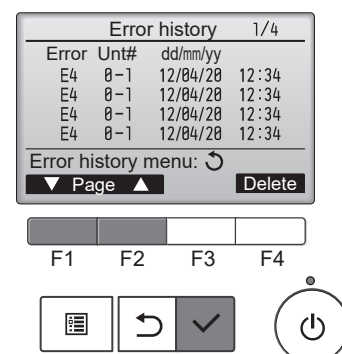 Error history 1/4
Error Unt# dd/mm/yy
E4 0-1 12/04/20 12:34
E4 0-1 12/04/20 12:34
E4 0-1 12/04/20 12:34
E4 0-1 12/04/20 12:34
Error history menu:
▼ Page ▲ Delete
F1 F2 F3 F4